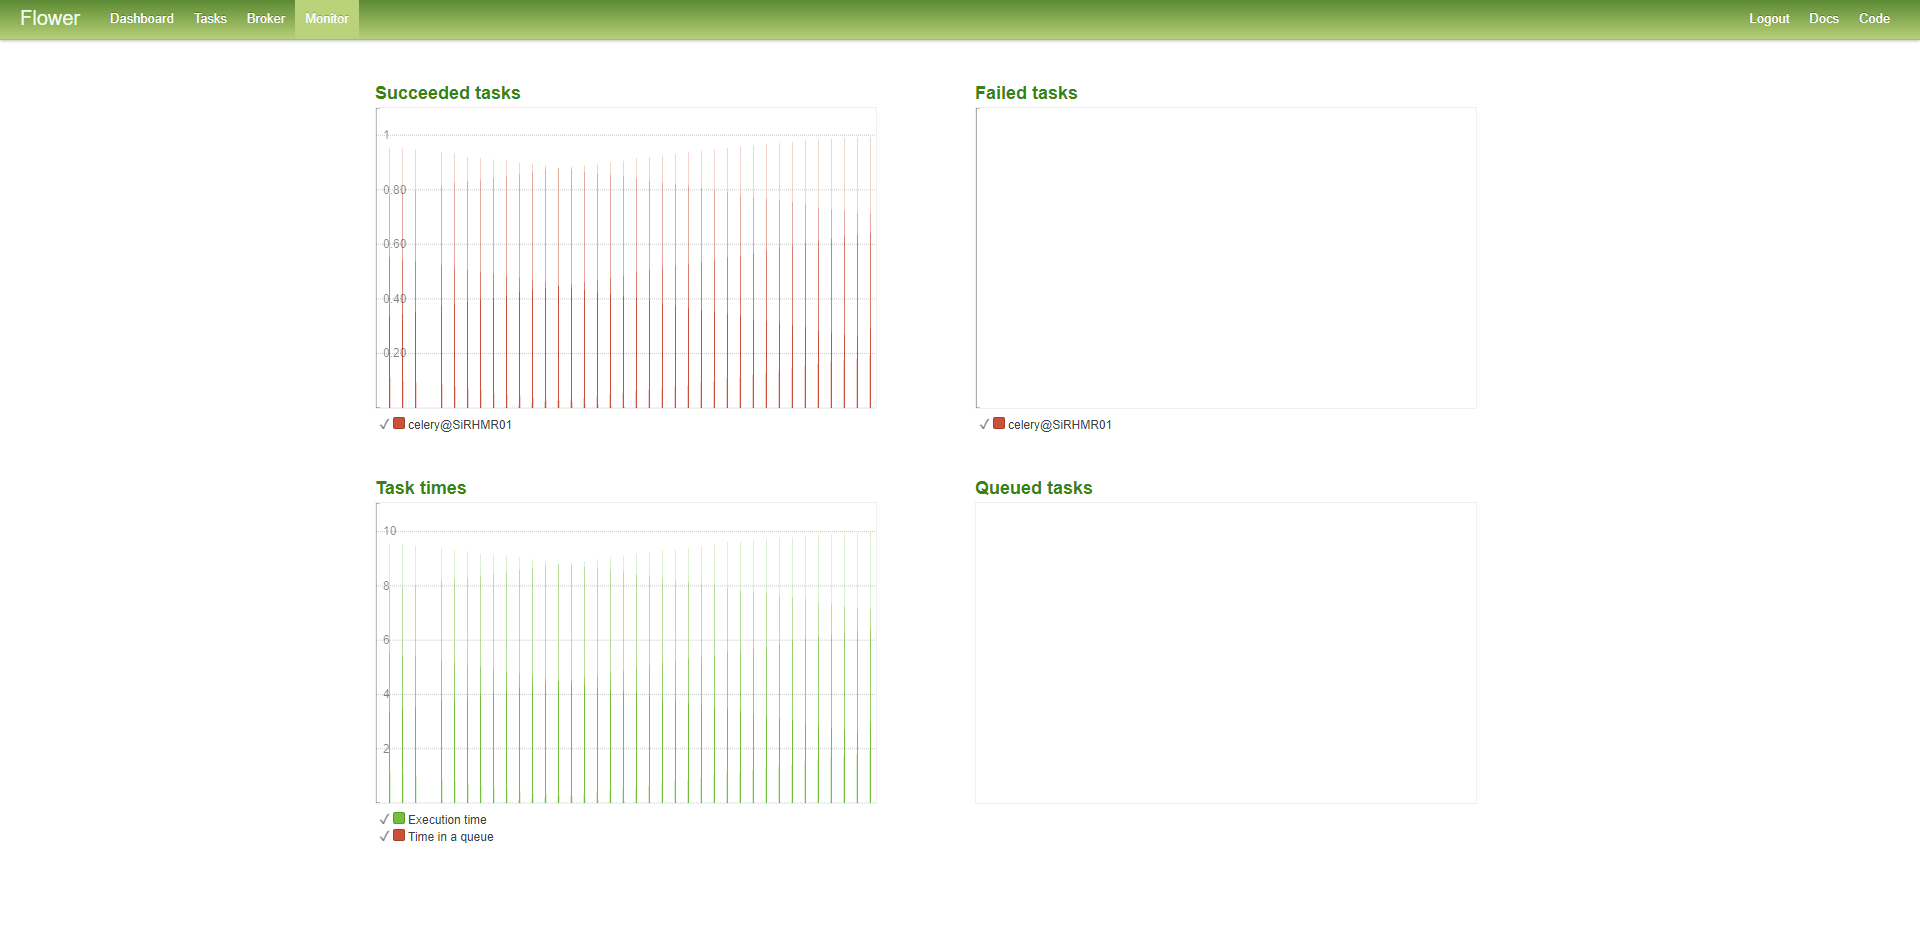 Flower Dashboard Tasks Broker Monitor Logout Docs Code
Succeeded tasks
1
0.80
0.60
0.40
0.20
celery@SiRHMR01
Failed tasks
celery@SiRHMR01
Task times
10
8
6
4
2
Execution time
Time in a queue
Queued tasks